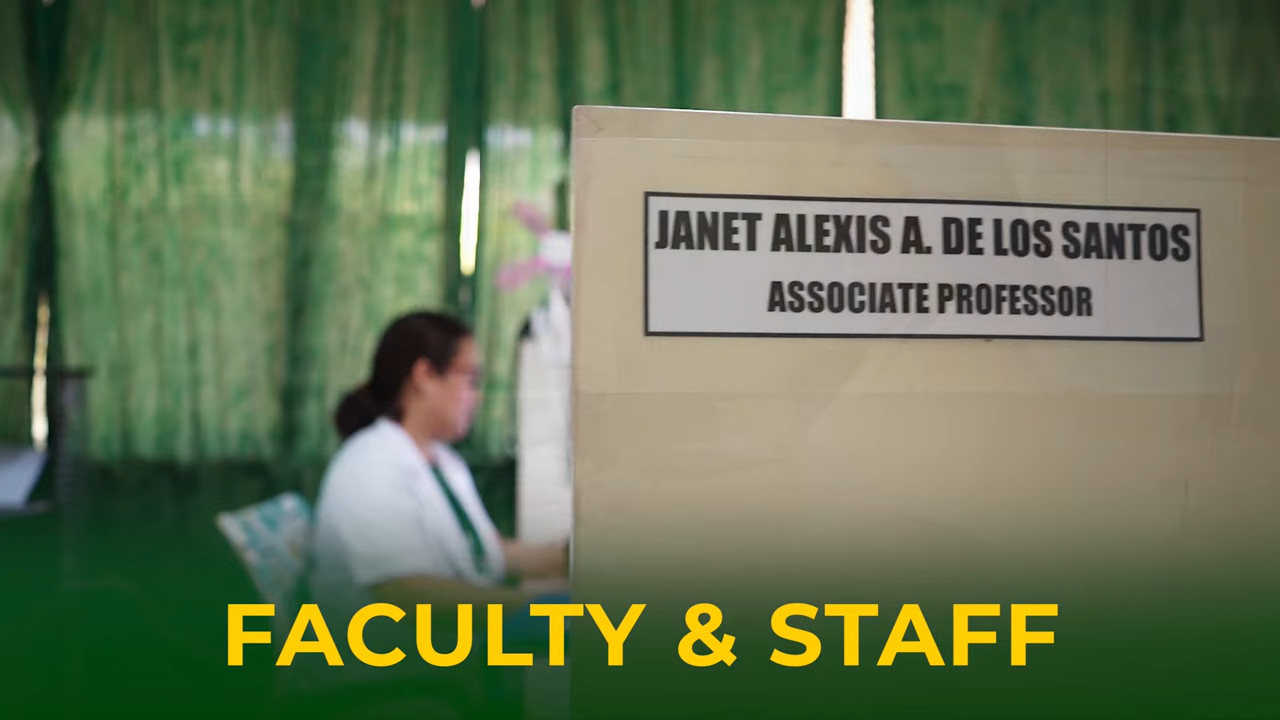 JANET ALEXIS A. DE LOS SANTOS
ASSOCIATE PROFESSOR
FACULTY & STAFF